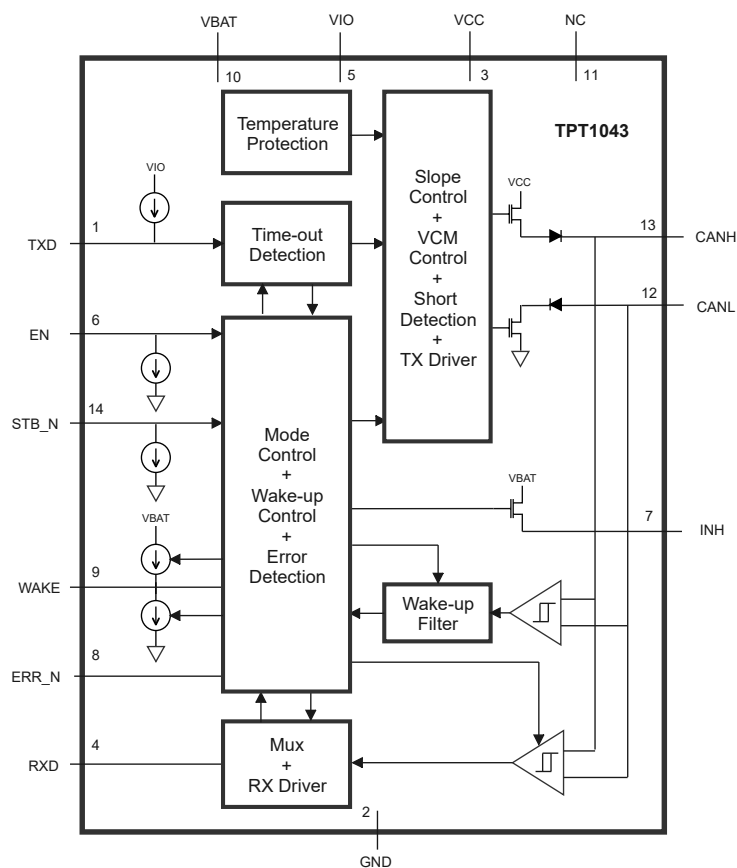 VBAT
VIO
VCC
NC
10
5
3
11
Temperature
Protection
TPT1043
Slope
Control
+
VCM
Control
+
Short
Detection
+
TX Driver
VIO
VCC
1
TXD
Time-out
Detection
13
CANH
12
CANL
6
EN
14
STB_N
Mode
Control
+
Wake-up
Control
+
Error
Detection
VBAT
7
INH
VBAT
9
WAKE
Wake-up
Filter
8
ERR_N
4
RXD
Mux
+
RX Driver
2
GND